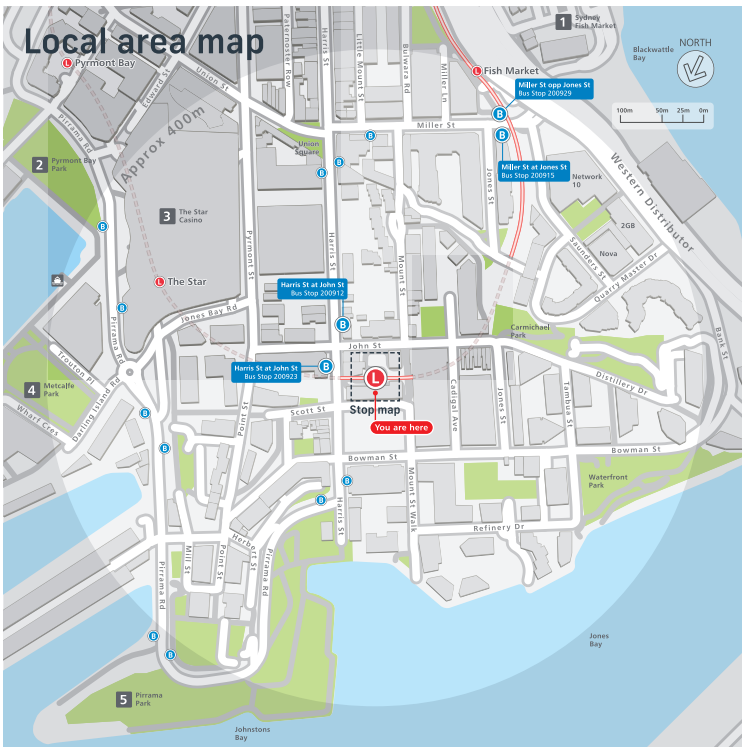 Local area map
1
Sydney
Fish Market
Blackwattle
Bay
NORTH
100m 50m 25m 0m
L Pyrmont Bay
Edward St
Union St
Paternoster Row
Harris St
Little Mount St
Bulwara Rd
Miller Ln
L Fish Market
Miller St opp Jones St
Bus Stop 200929
B
Pirrama Rd
Approx 400m
Union
Square
Miller St
B
B
B
B
Miller St at Jones St
Bus Stop 200915
Jones St
Western Distributor
2
Pyrmont Bay
Park
Network
10
3
The Star
Casino
2GB
Nova
B
Pyrmont St
Harris St
Mount St
Saunders St
Quarry Master Dr
L The Star
Harris St at John St
Bus Stop 200912
B
B
Jones Bay Rd
Pirrama Rd
John St
Carmichael
Park
Bank St
Harris St at John St
Bus Stop 200923
B
L
Trouton Pl
4
Metcalfe
Park
Darling Island Rd
Wharf Cres
Distillery Dr
Cadigal Ave
Jones St
Tambua St
Stop map
You are here
B
Scott St
Point St
B
Bowman St
Bowman St
Waterfront
Park
B
B
Harris St
Mount St Walk
Refinery Dr
Herbert St
Mill St
Point St
Pirrama Rd
Pirrama Rd
B
B
Jones
Bay
5
Pirrama
Park
Johnstons
Bay